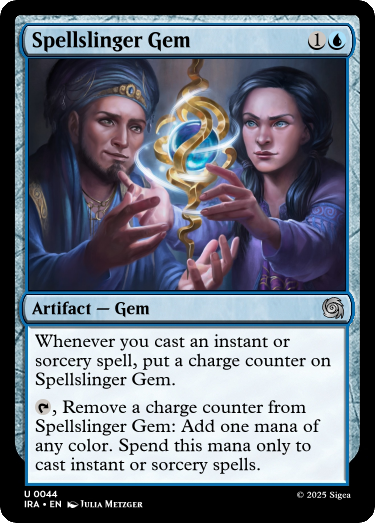 Spellslinger Gem 1
Artifact — Gem
Whenever you cast an instant or
sorcery spell, put a charge counter on
Spellslinger Gem.
, Remove a charge counter from
Spellslinger Gem: Add one mana of
any color. Spend this mana only to
cast instant or sorcery spells.
U 0044
IRA • EN Julia Metzger
© 2025 Sigea